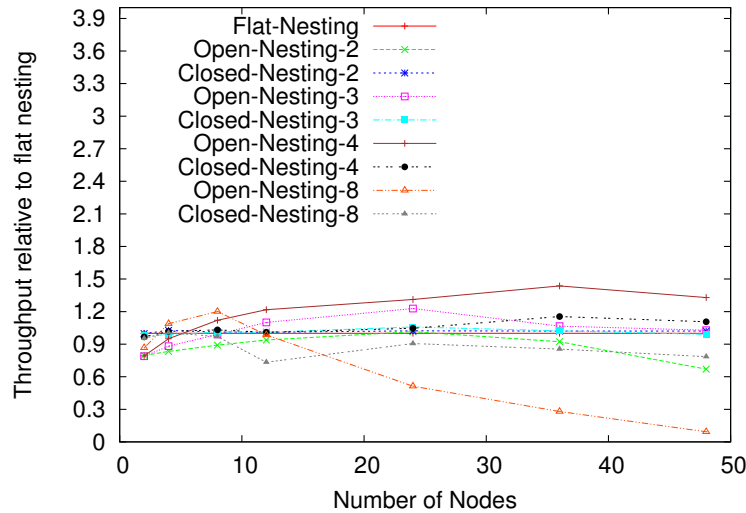 3.9
3.6
3.3
3
2.7
2.4
2.1
1.8
1.5
1.2
0.9
0.6
0.3
0
Throughput relative to flat nesting
Flat-Nesting
Open-Nesting-2
Closed-Nesting-2
Open-Nesting-3
Closed-Nesting-3
Open-Nesting-4
Closed-Nesting-4
Open-Nesting-8
Closed-Nesting-8
0 10 20 30 40 50
Number of Nodes